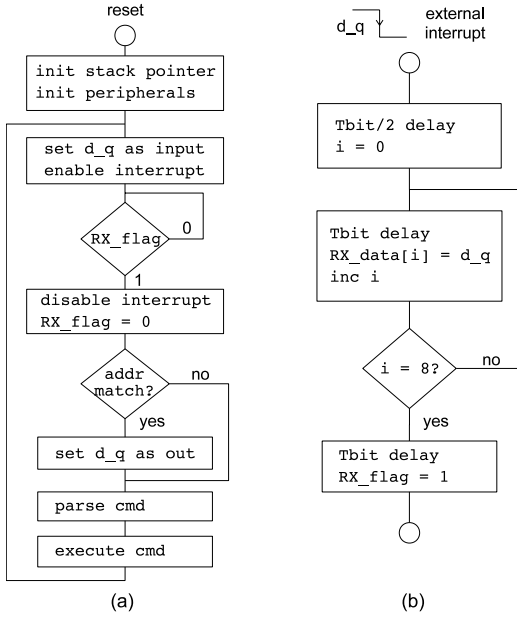 reset
init stack pointer
init peripherals
set d_q as input
enable interrupt
RX_flag
0
1
disable interrupt
RX_flag = 0
addr
match?
no
yes
set d_q as out
parse cmd
execute cmd
(a)
d_q
external
interrupt
Tbit/2 delay
i = 0
Tbit delay
RX_data[i] = d_q
inc i
i = 8?
no
yes
Tbit delay
RX_flag = 1
(b)